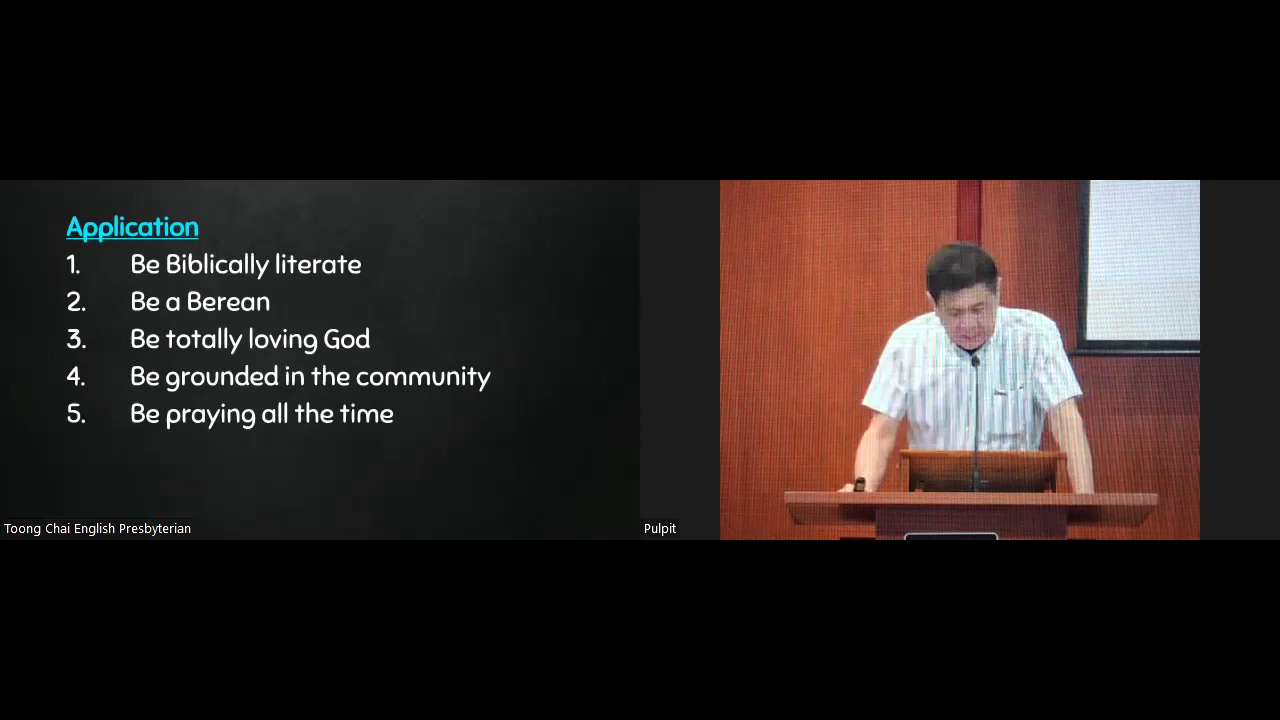 Application
1. Be Biblically literate
2. Be a Berean
3. Be totally loving God
4. Be grounded in the community
5. Be praying all the time
Toong Chai English Presbyterian
Pulpit